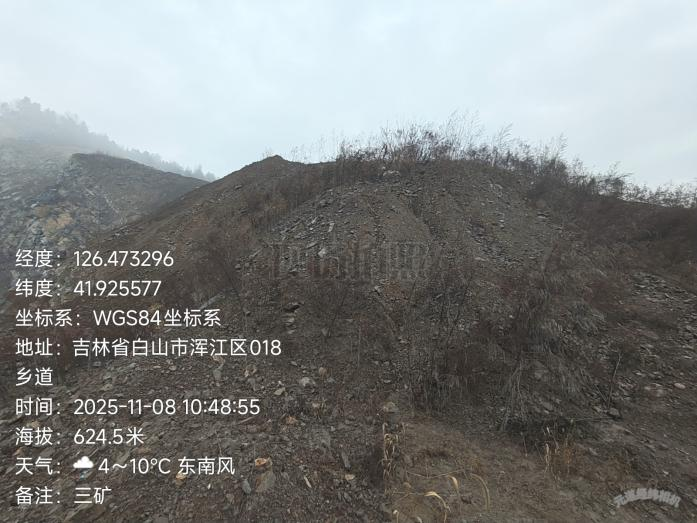 经度：126.473296
纬度：41.925577
坐标系：WGS84坐标系
地址：吉林省白山市浑江区018
乡道
时间：2025-11-08 10:48:55
海拔：624.5米
天气：🌧 4～10℃ 东南风
备注：三矿